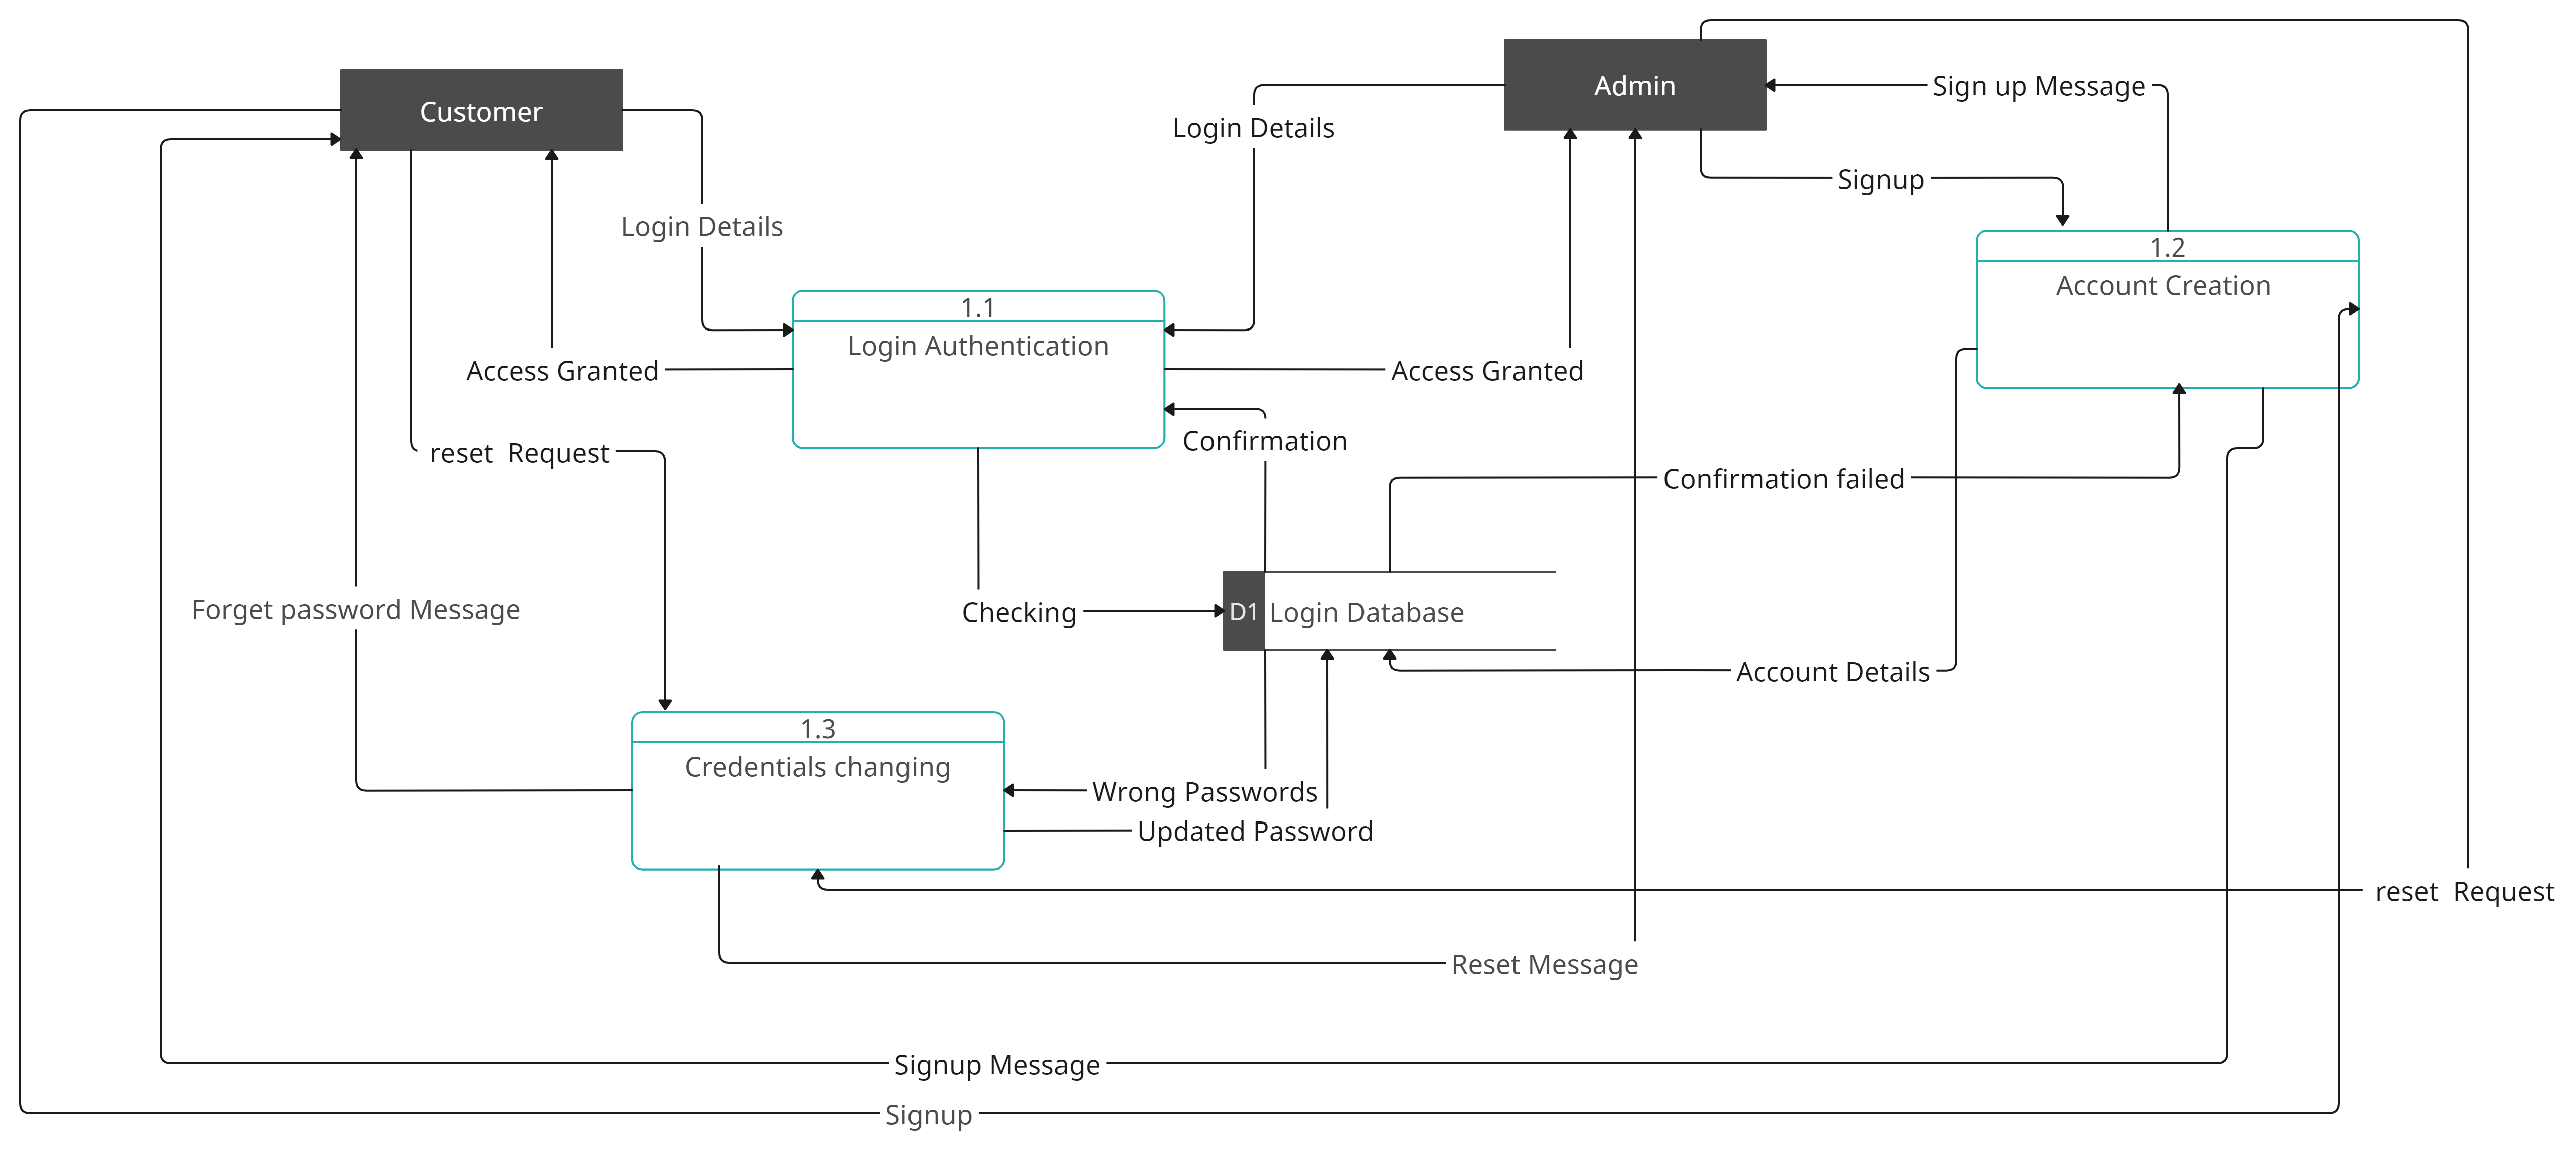 Customer
Admin
Sign up Message
Login Details
Signup
Login Details
1.2
Account Creation
1.1
Login Authentication
Access Granted
Access Granted
Confirmation
reset  Request
Confirmation failed
Forget password Message
Checking
D1
Login Database
Account Details
1.3
Credentials changing
Wrong Passwords
Updated Password
reset  Request
Reset Message
Signup Message
Signup